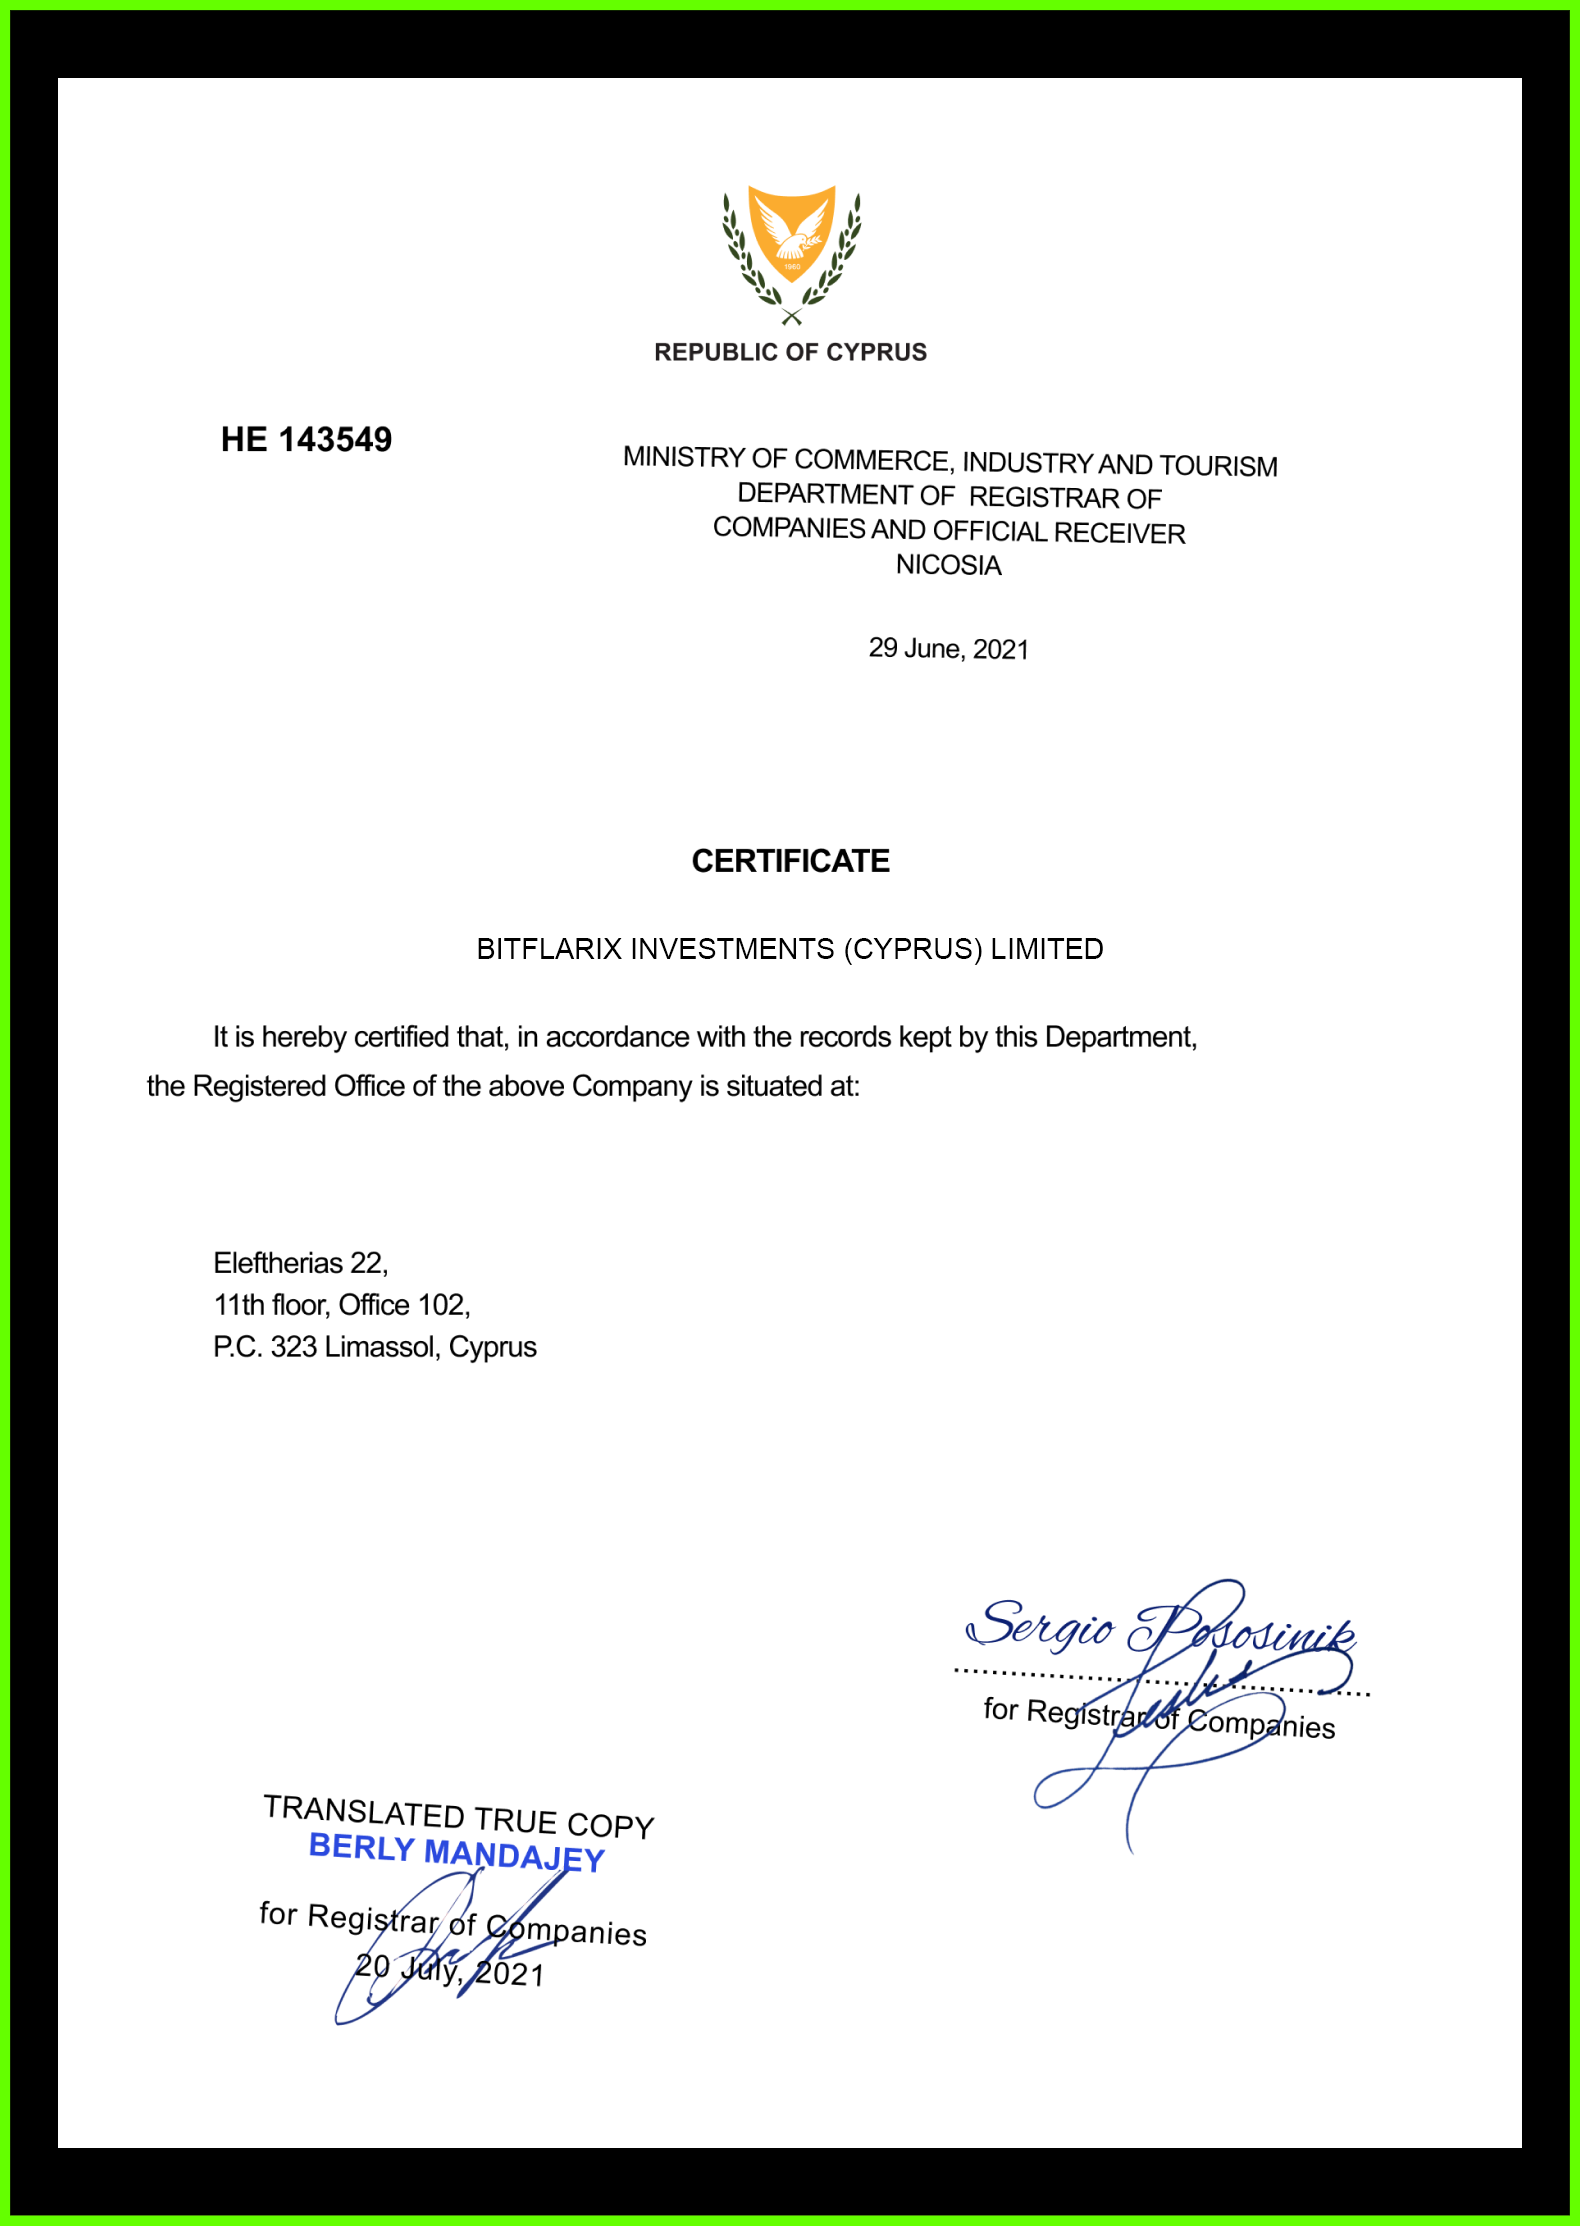 1960
REPUBLIC OF CYPRUS
HE 143549
MINISTRY OF COMMERCE, INDUSTRY AND TOURISM
DEPARTMENT OF REGISTRAR OF
COMPANIES AND OFFICIAL RECEIVER
NICOSIA
29 June, 2021
CERTIFICATE
BITFLARIX INVESTMENTS (CYPRUS) LIMITED
It is hereby certified that, in accordance with the records kept by this Department,
the Registered Office of the above Company is situated at:
Eleftherias 22,
11th floor, Office 102,
P.C. 323 Limassol, Cyprus
Sergio Pososinik
for Registrar of Companies
TRANSLATED TRUE COPY
BERLY MANDAJEY
for Registrar of Companies
20 July, 2021